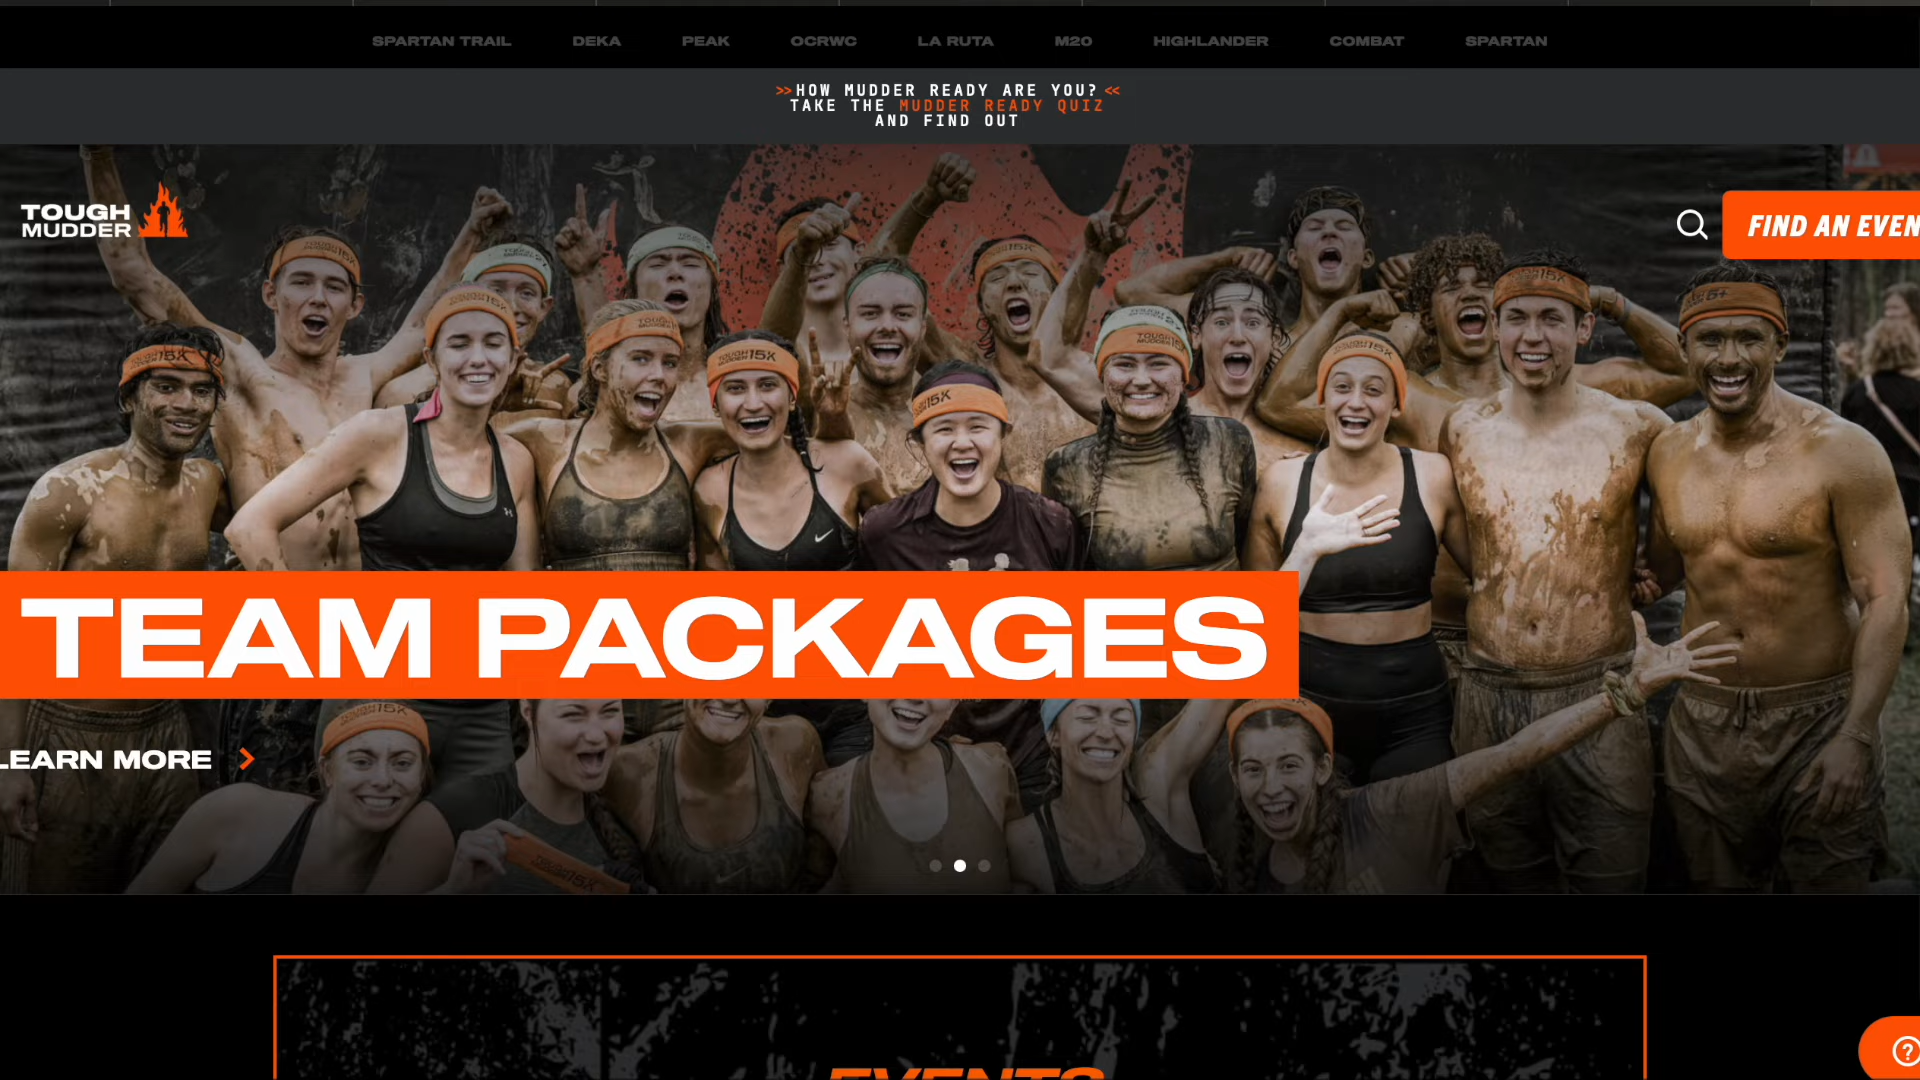 SPARTAN TRAIL DEKA PEAK OCRWC LA RUTA M20 HIGHLANDER COMBAT SPARTAN
>>HOW MUDDER READY ARE YOU?<<
TAKE THE MUDDER READY QUIZ
AND FIND OUT
TOUGH
MUDDER
FIND AN EVEN
TEAM PACKAGES
LEARN MORE
EVENTS